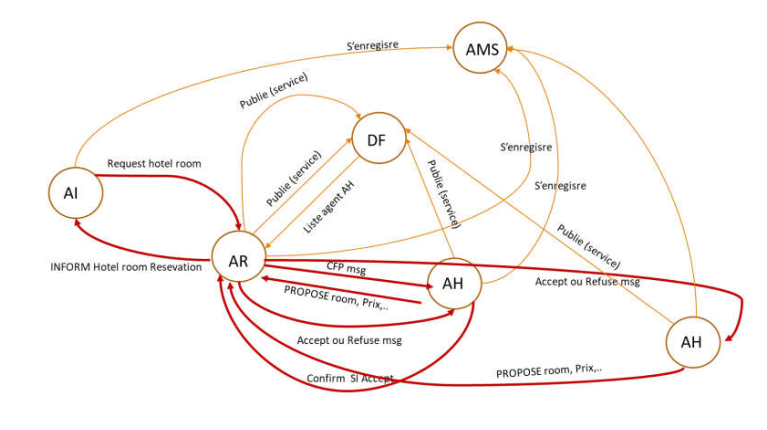 S'enregisre
AMS
Publie (service)
DF
Request hotel room
Publie (service)
S'enregisre
Publie (service)
S'enregisre
AI
Liste agent AH
Publie (service)
INFORM Hotel room Resevation
AR
CFP msg
AH
Accept ou Refuse msg
PROPOSE room, Prix,..
Accept ou Refuse msg
AH
Confirm SI Accept
PROPOSE room, Prix,..